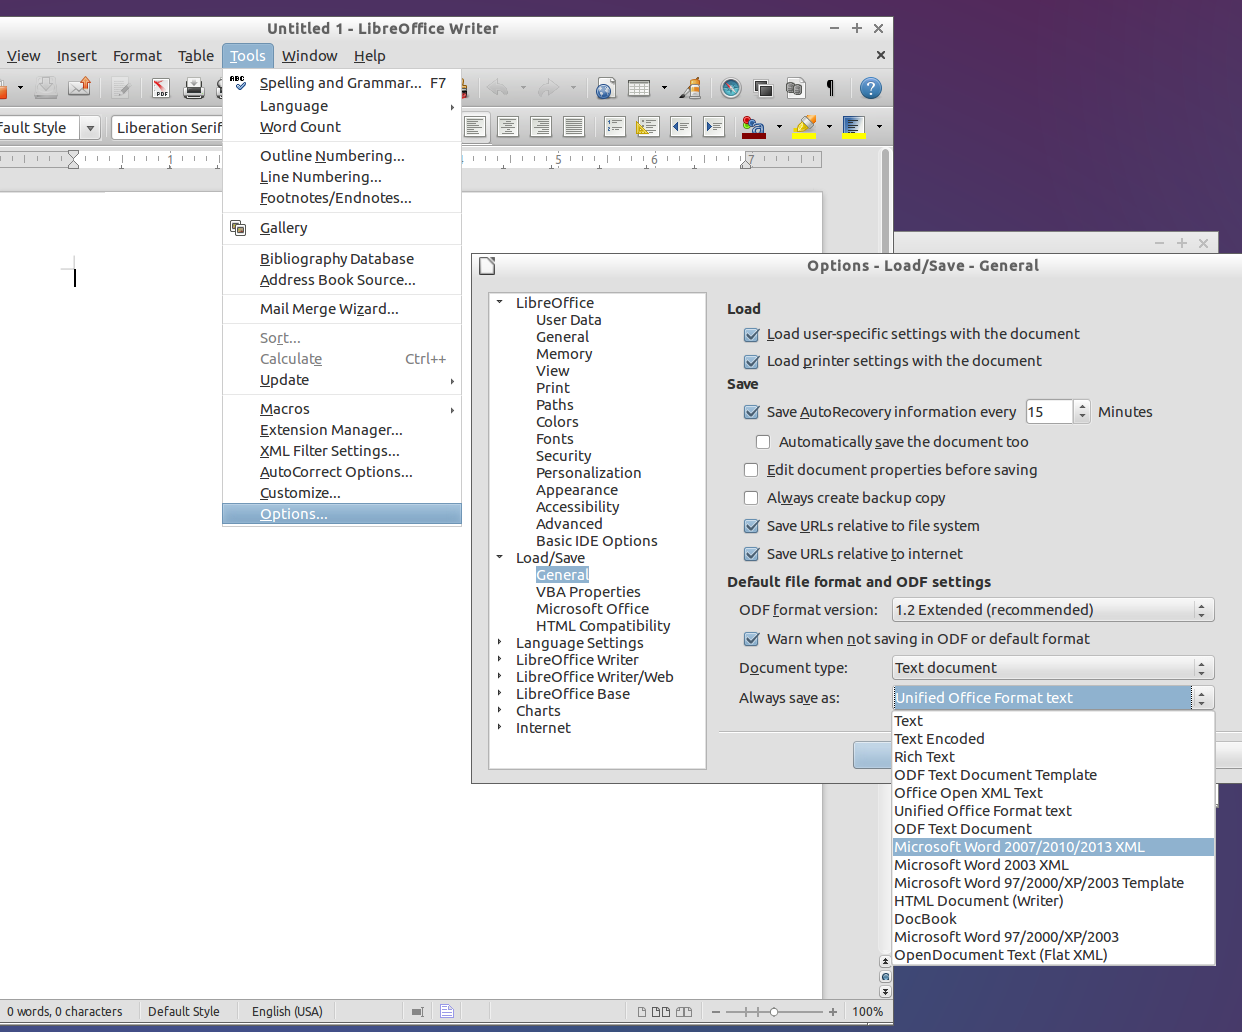 Untitled 1 - LibreOffice Writer
View Insert Format Table Tools Window Help
ault Style Liberation Serif
1 4 5 6 7
ABC Spelling and Grammar... F7
Language
Word Count
Outline Numbering...
Line Numbering...
Footnotes/Endnotes...
Gallery
Bibliography Database
Address Book Source...
Mail Merge Wizard...
Sort...
Calculate Ctrl++
Update
Macros
Extension Manager...
XML Filter Settings...
AutoCorrect Options...
Customize...
Options...
Options - Load/Save - General
LibreOffice
User Data
General
Memory
View
Print
Paths
Colors
Fonts
Security
Personalization
Appearance
Accessibility
Advanced
Basic IDE Options
Load/Save
General
VBA Properties
Microsoft Office
HTML Compatibility
Language Settings
LibreOffice Writer
LibreOffice Writer/Web
LibreOffice Base
Charts
Internet
Load
Load user-specific settings with the document
Load printer settings with the document
Save
Save AutoRecovery information every 15 Minutes
Automatically save the document too
Edit document properties before saving
Always create backup copy
Save URLs relative to file system
Save URLs relative to internet
Default file format and ODF settings
ODF format version: 1.2 Extended (recommended)
Warn when not saving in ODF or default format
Document type: Text document
Always save as: Unified Office Format text
Text
Text Encoded
Rich Text
ODF Text Document Template
Office Open XML Text
Unified Office Format text
ODF Text Document
Microsoft Word 2007/2010/2013 XML
Microsoft Word 2003 XML
Microsoft Word 97/2000/XP/2003 Template
HTML Document (Writer)
DocBook
Microsoft Word 97/2000/XP/2003
OpenDocument Text (Flat XML)
0 words, 0 characters Default Style English (USA) 100%